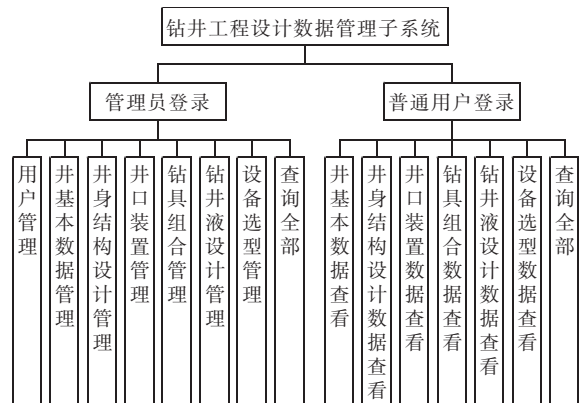 钻井工程设计数据管理子系统
管理员登录
普通用户登录
用户管理
井基本数据管理
井身结构设计管理
井口装置管理
钻具组合管理
钻井液设计管理
设备选型管理
查询全部
井基本数据查看
井身结构设计数据查看
井口装置数据查看
钻具组合数据查看
钻井液设计数据查看
设备选型数据查看
查询全部